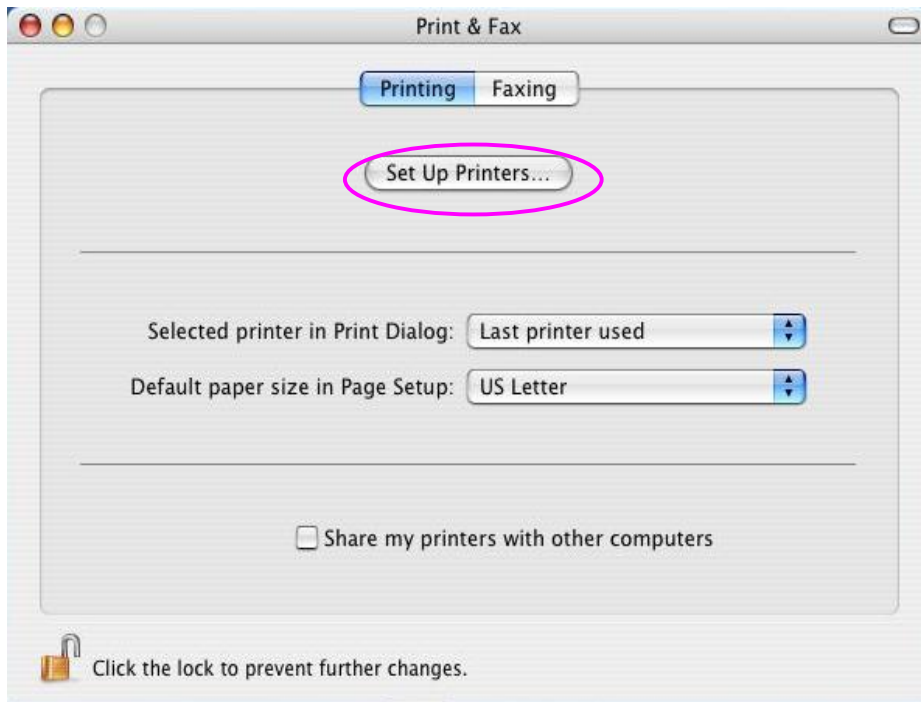 Print & Fax
Printing Faxing
Set Up Printers...
Selected printer in Print Dialog: Last printer used
Default paper size in Page Setup: US Letter
Share my printers with other computers
Click the lock to prevent further changes.